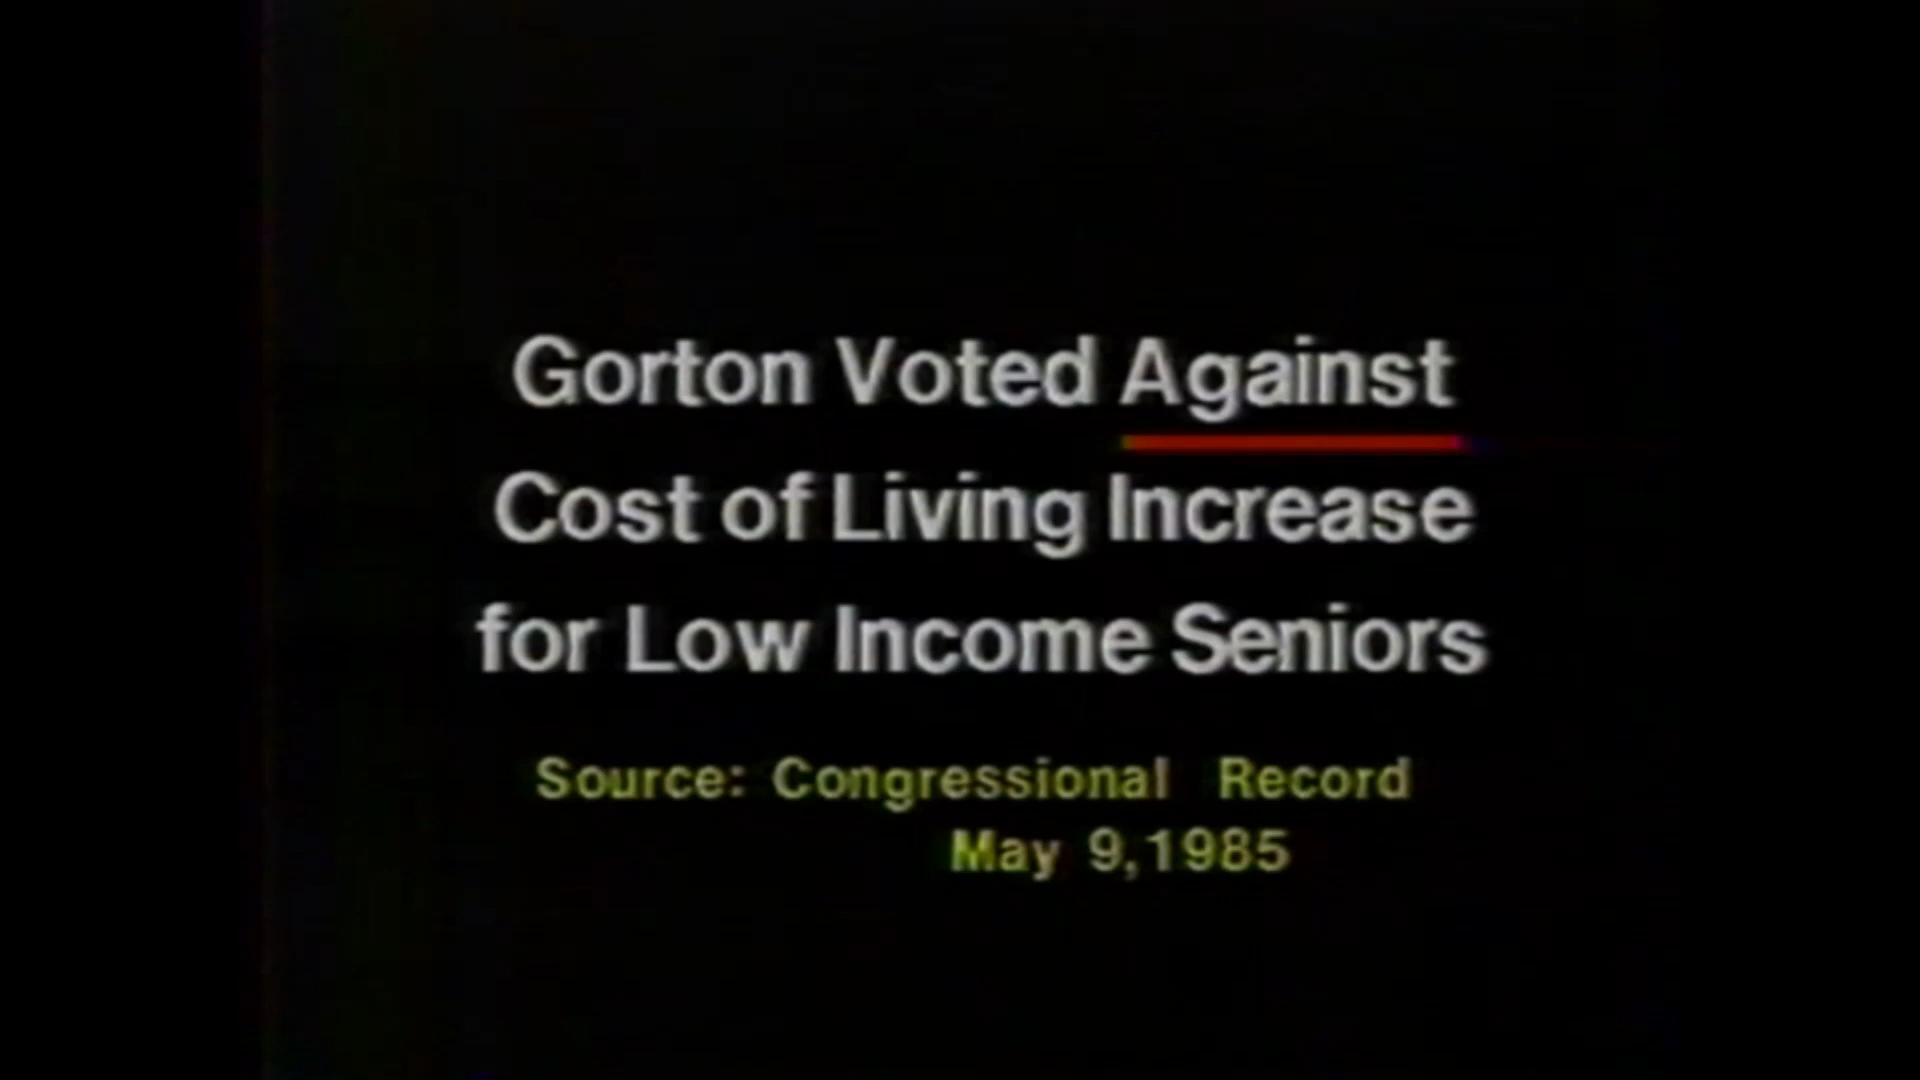 Gorton Voted Against
Cost of Living Increase
for Low Income Seniors
Source: Congressional Record
May 9,1985